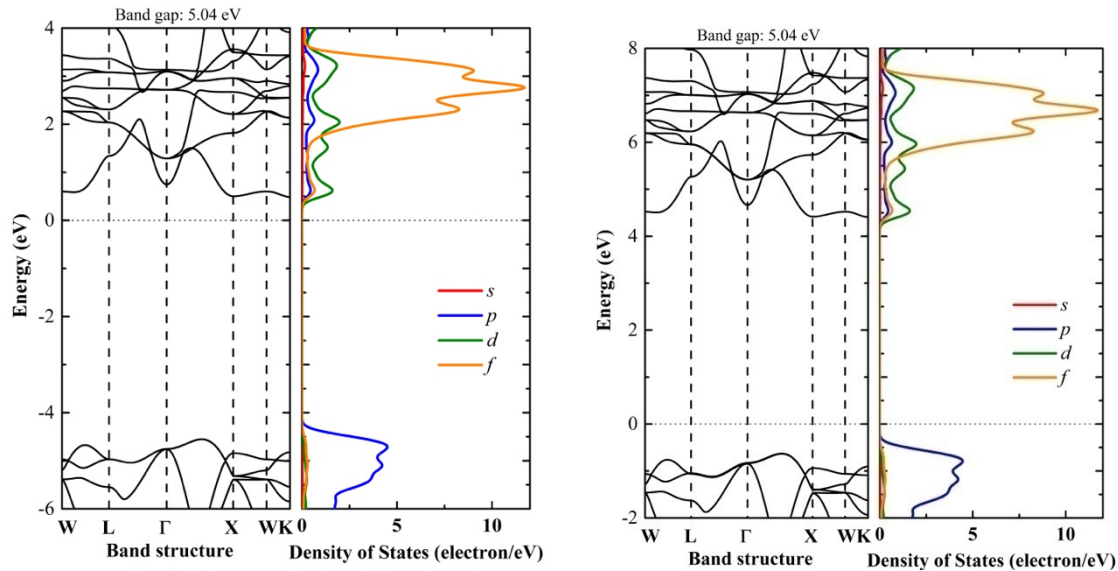 Band gap: 5.04 eV
4
2
0
-2
-4
-6
Energy (eV)
s
p
d
f
W L Γ X WK
0 5 10
Band structure
Density of States (electron/eV)
Band gap: 5.04 eV
8
6
4
2
0
-2
Energy (eV)
s
p
d
f
W L Γ X WK
0 5 10
Band structure
Density of States (electron/eV)